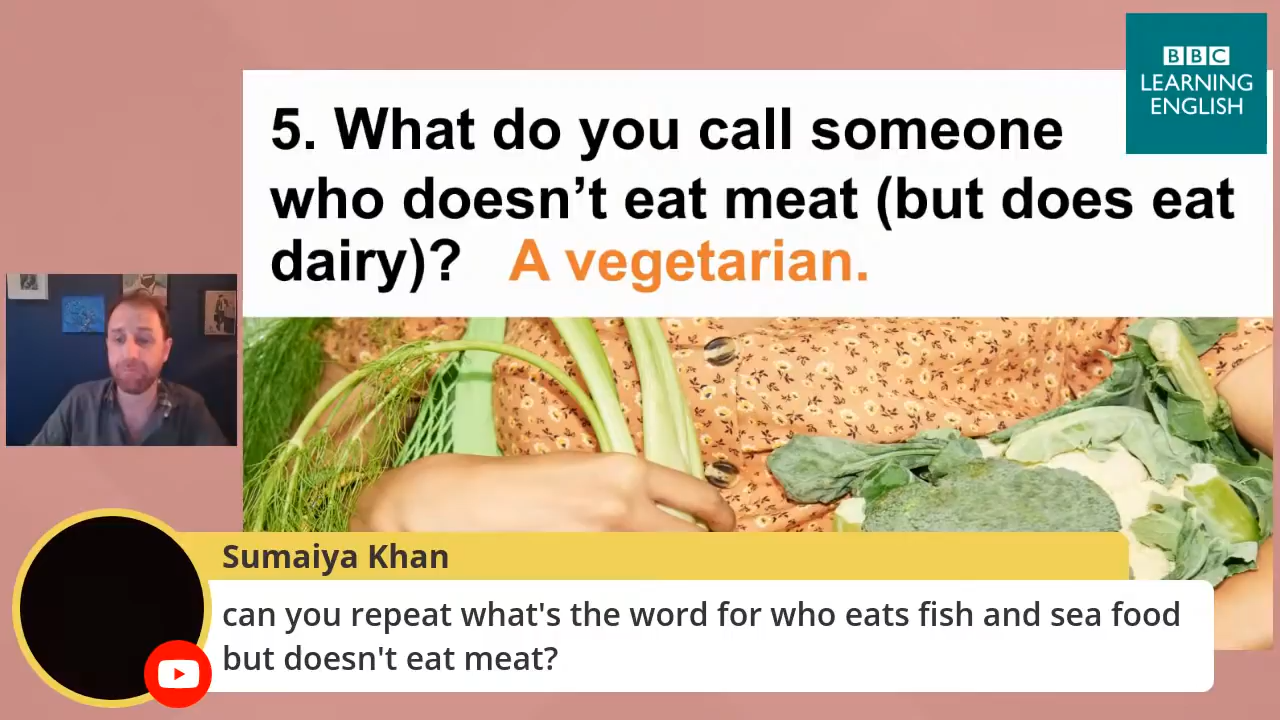 BBC
LEARNING
ENGLISH
5. What do you call someone
who doesn't eat meat (but does eat
dairy)? A vegetarian.
Sumaiya Khan
can you repeat what's the word for who eats fish and sea food
but doesn't eat meat?